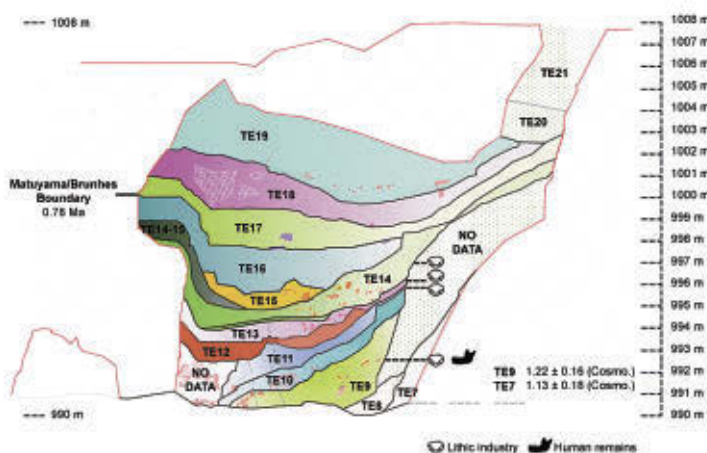 1008 m
1008 m
1007 m
1006 m
1005 m
1004 m
1003 m
1002 m
1001 m
1000 m
999 m
998 m
997 m
996 m
995 m
994 m
993 m
992 m
991 m
990 m
TE21
TE20
TE19
TE18
Matuyama/Brunhes
Boundary
0.78 Ma
TE17
TE14-15
TE16
NO
DATA
TE15
TE14
TE13
TE12
TE11
NO
DATA
TE10
TE9
TE8
TE7
TE9 1.22 ± 0.16 (Cosmo.)
TE7 1.13 ± 0.18 (Cosmo.)
990 m
Lithic industry
Human remains